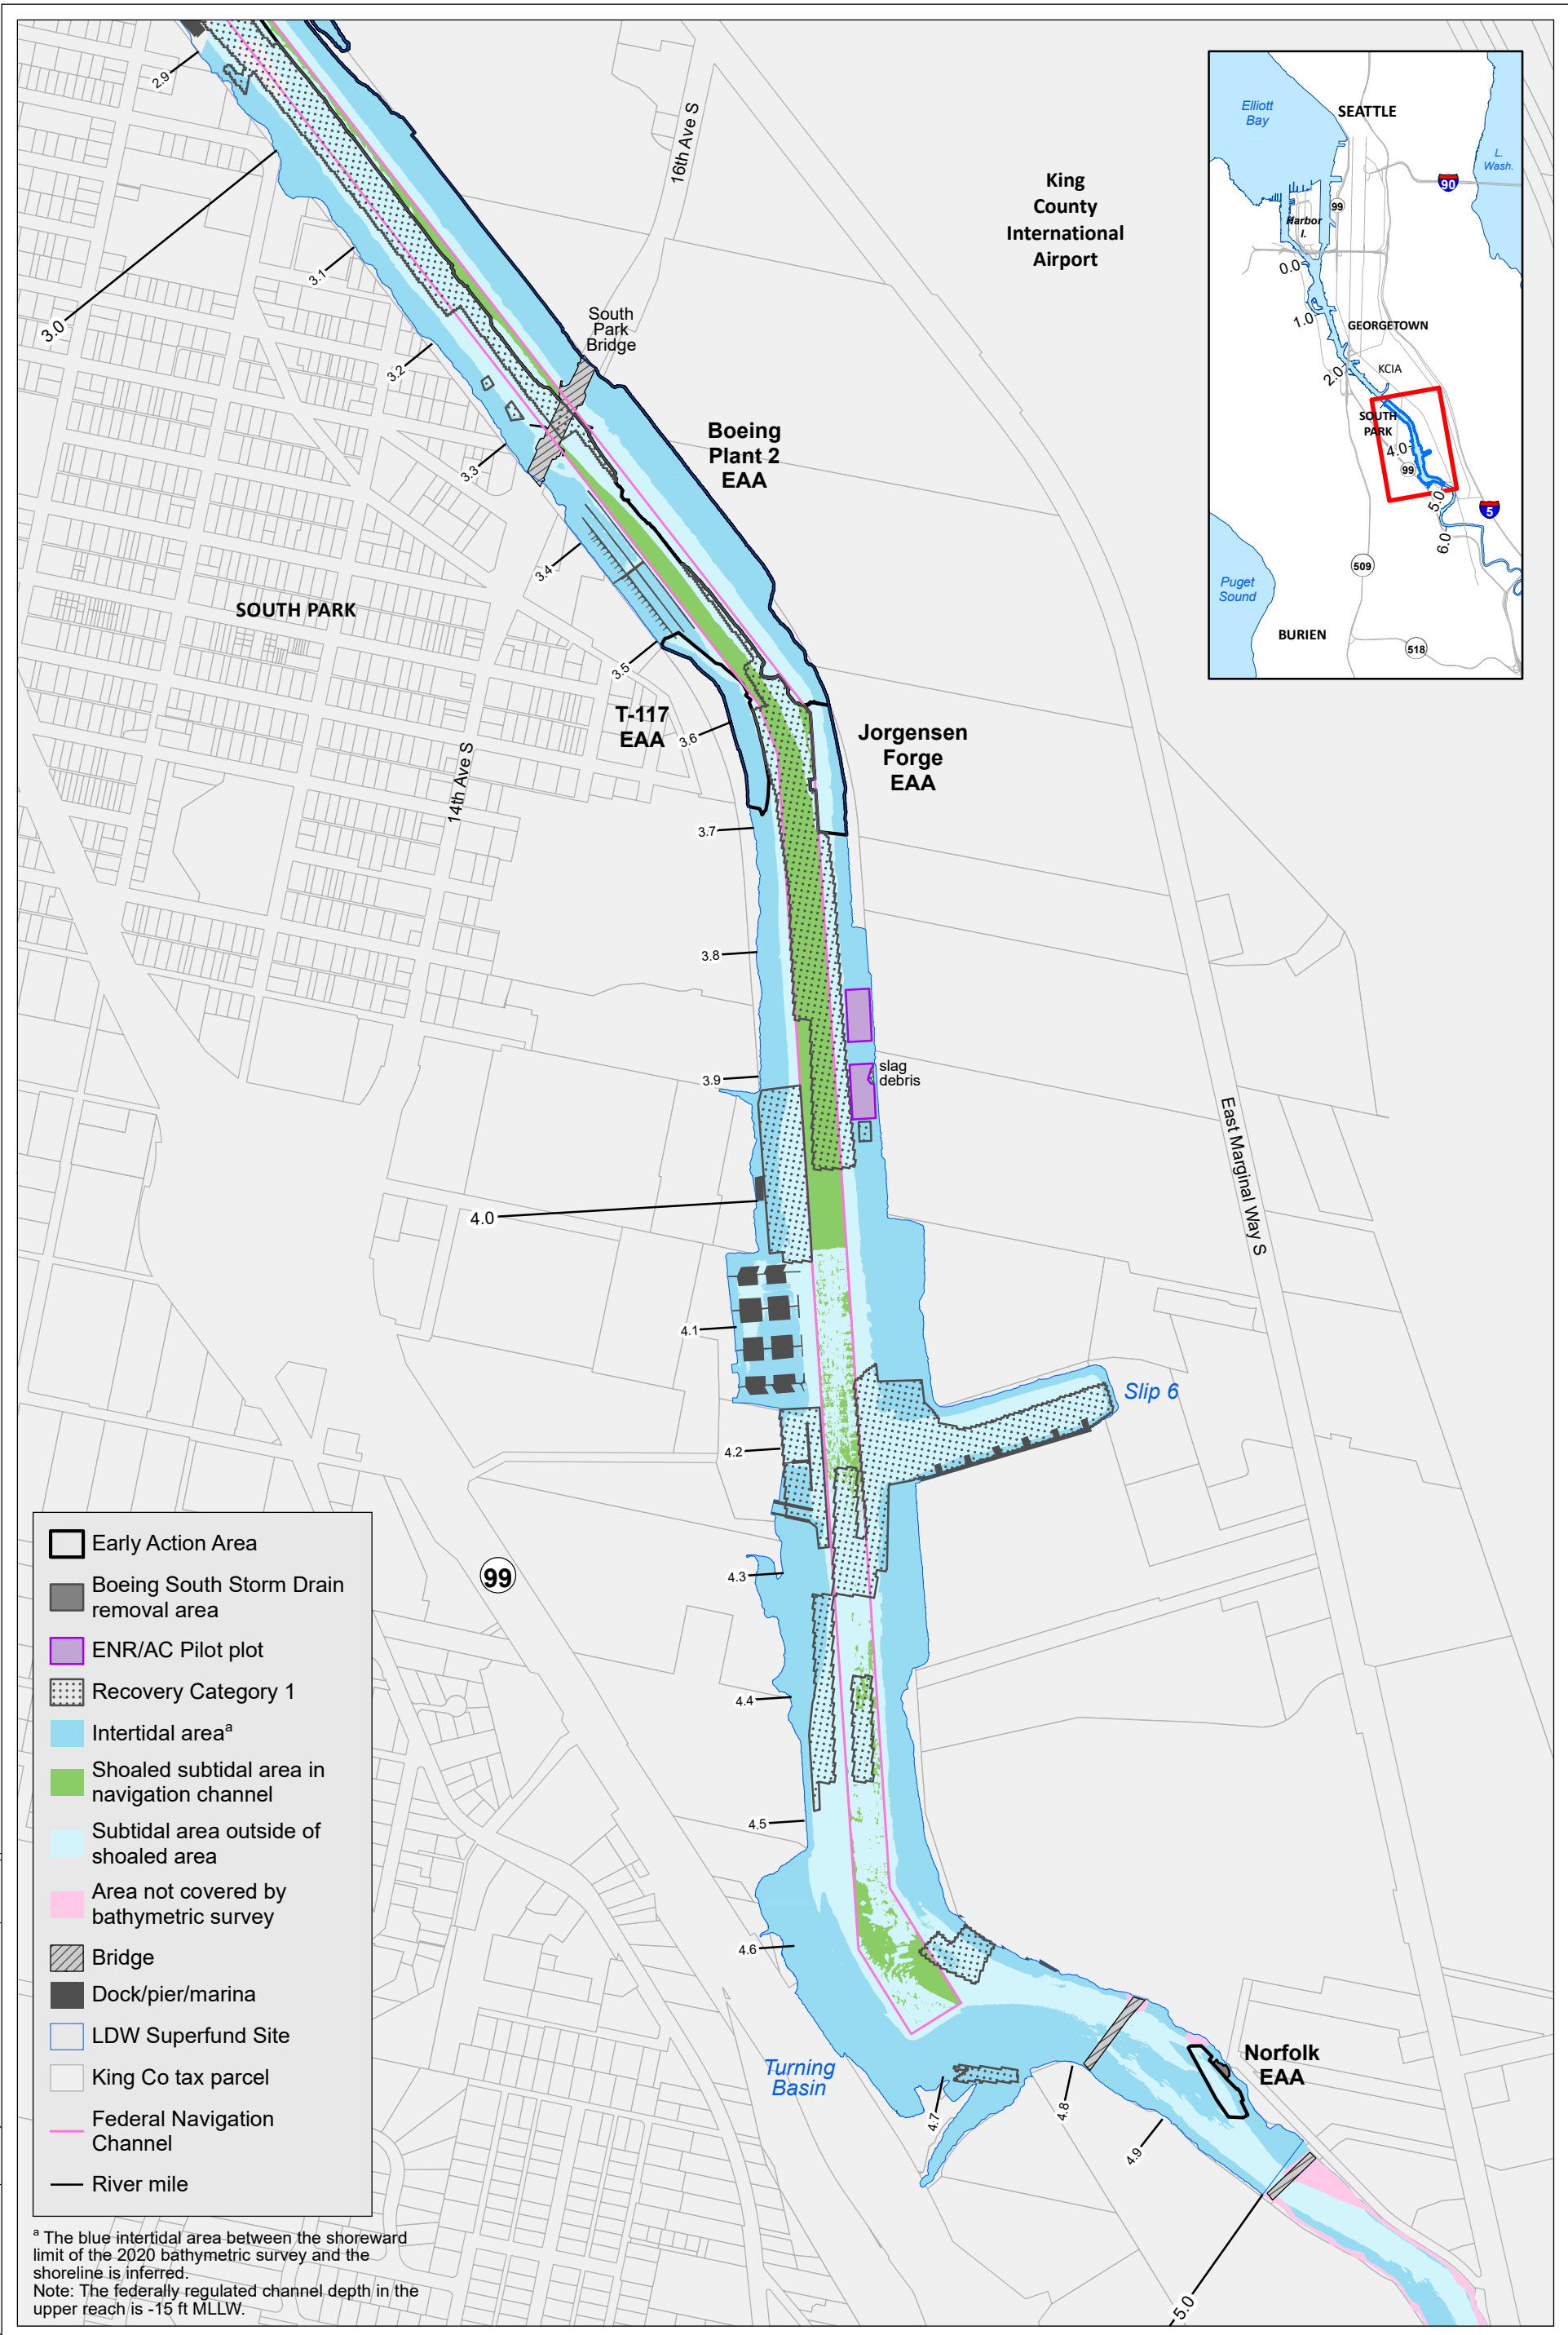 2.9
3.0
3.1
3.2
3.3
3.4
3.5
3.6
3.7
3.8
3.9
4.0
4.1
4.2
4.3
4.4
4.5
4.6
4.7
4.8
4.9
5.0
16th Ave S
South
Park
Bridge
King
County
International
Airport
Boeing
Plant 2
EAA
SOUTH PARK
T-117
EAA
14th Ave S
Jorgensen
Forge
EAA
slag
debris
East Marginal Way S
Slip 6
99
Turning
Basin
Norfolk
EAA
Elliott
Bay
SEATTLE
L.
Wash.
90
99
Harbor
I.
0.0
1.0
GEORGETOWN
2.0
KCIA
SOUTH
PARK
4.0
99
5.0
5
6.0
509
Puget
Sound
BURIEN
518
Early Action Area
Boeing South Storm Drain
removal area
ENR/AC Pilot plot
Recovery Category 1
Intertidal areaª
Shoaled subtidal area in
navigation channel
Subtidal area outside of
shoaled area
Area not covered by
bathymetric survey
Bridge
Dock/pier/marina
LDW Superfund Site
King Co tax parcel
Federal Navigation
Channel
River mile
ª The blue intertidal area between the shoreward
limit of the 2020 bathymetric survey and the
shoreline is inferred.
Note: The federally regulated channel depth in the
upper reach is -15 ft MLLW.